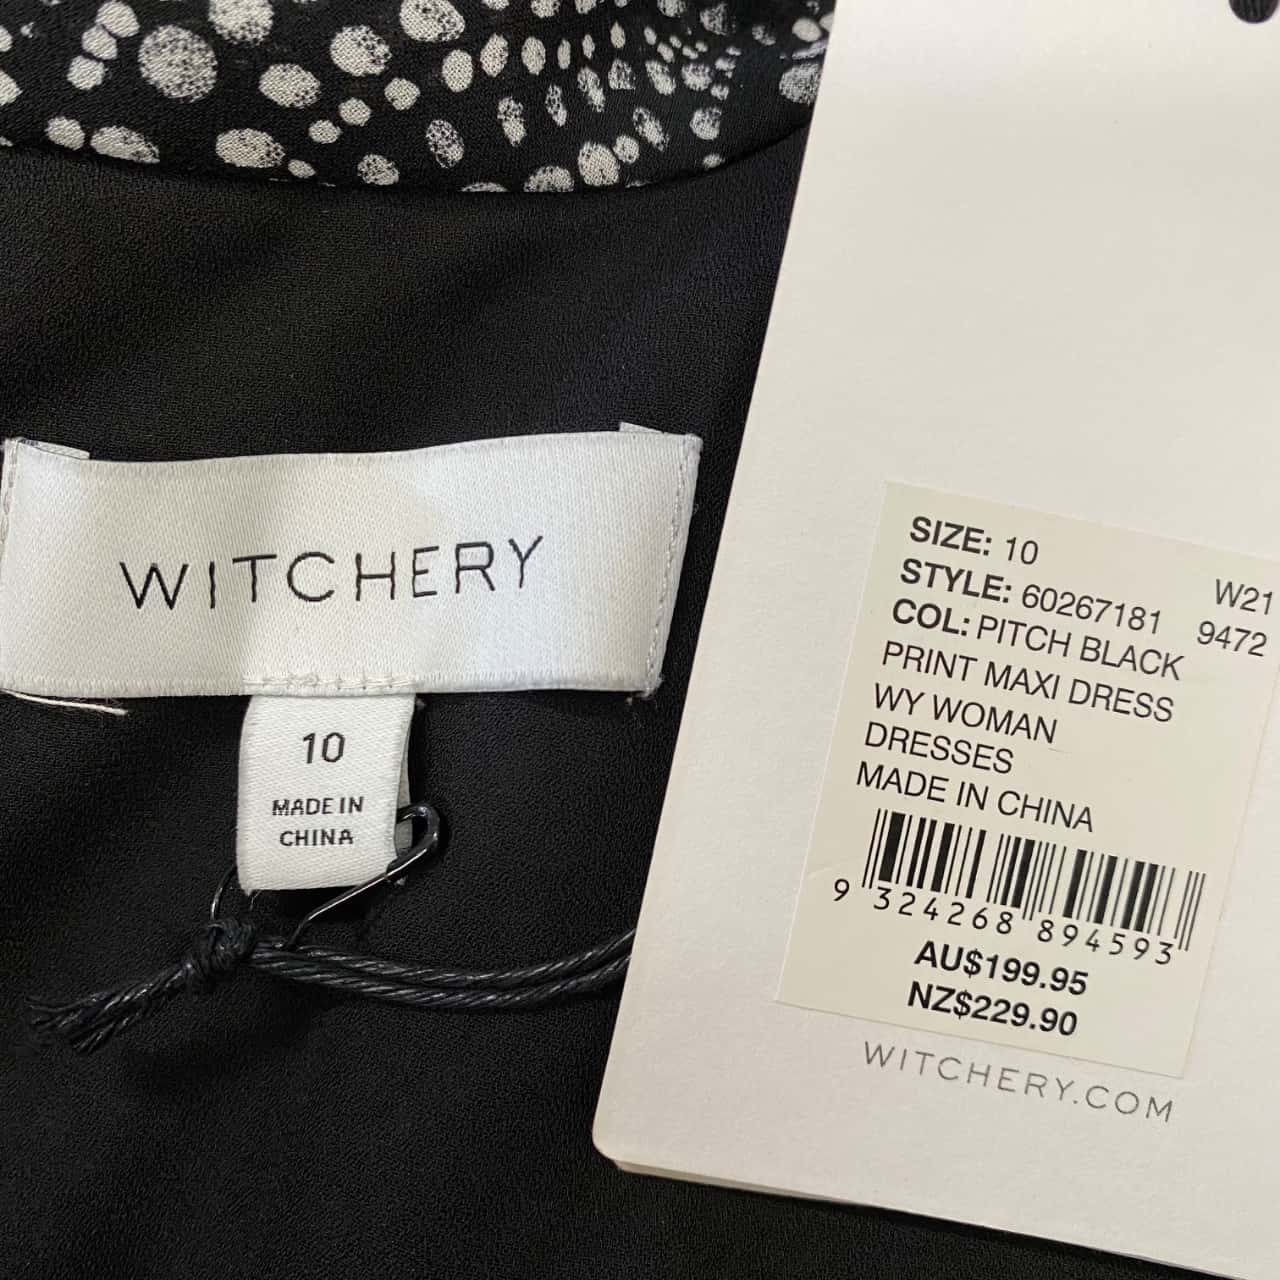 WITCHERY
10
MADE IN
CHINA
SIZE: 10
STYLE: 60267181 W21
COL: PITCH BLACK 9472
PRINT MAXI DRESS
WY WOMAN
DRESSES
MADE IN CHINA
9 324268 894593
AU$199.95
NZ$229.90
WITCHERY.COM